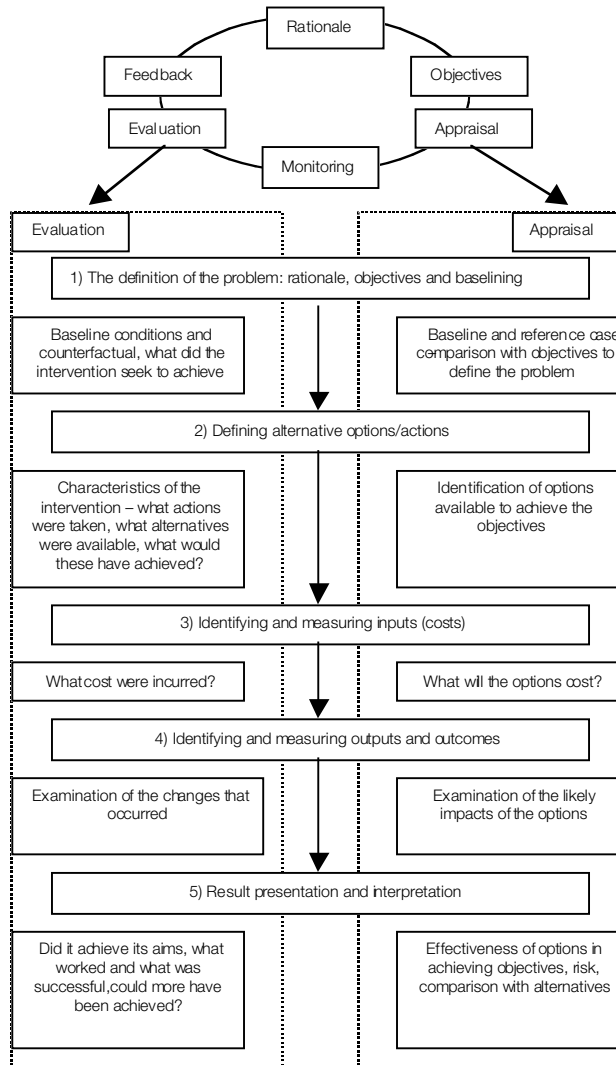 Rationale
Feedback
Objectives
Evaluation
Appraisal
Monitoring
Evaluation
Appraisal
1) The definition of the problem: rationale, objectives and baselining
Baseline conditions and
counterfactual, what did the
intervention seek to achieve
Baseline and reference case
comparison with objectives to
define the problem
2) Defining alternative options/actions
Characteristics of the
intervention – what actions
were taken, what alternatives
were available, what would
these have achieved?
Identification of options
available to achieve the
objectives
3) Identifying and measuring inputs (costs)
What cost were incurred?
What will the options cost?
4) Identifying and measuring outputs and outcomes
Examination of the changes that
occurred
Examination of the likely
impacts of the options
5) Result presentation and interpretation
Did it achieve its aims, what
worked and what was
successful,could more have
been achieved?
Effectiveness of options in
achieving objectives, risk,
comparison with alternatives